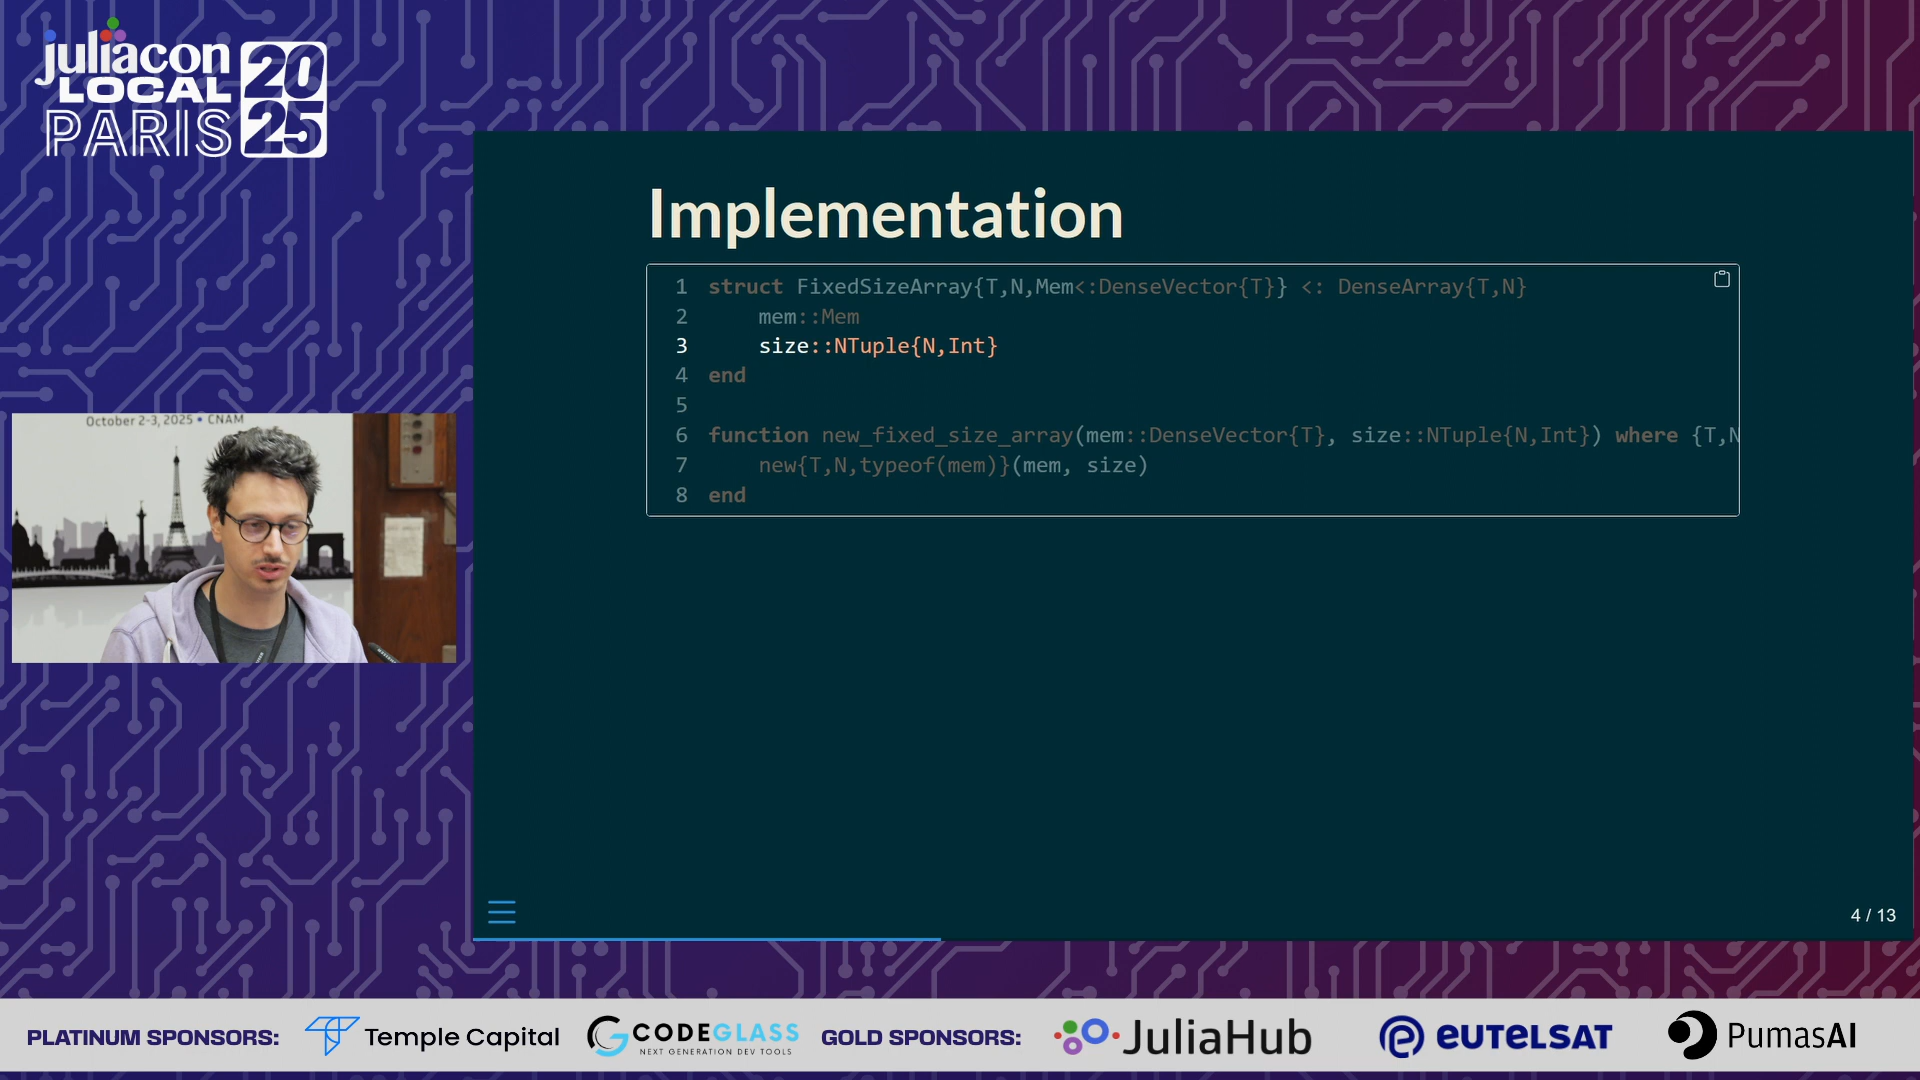 juliacon
LOCAL
PARIS
20
25
Implementation
1 struct FixedSizeArray{T,N,Mem<:DenseVector{T}} <: DenseArray{T,N}
2     mem::Mem
3     size::NTuple{N,Int}
4 end
5
6 function new_fixed_size_array(mem::DenseVector{T}, size::NTuple{N,Int}) where {T,N
7     new{T,N,typeof(mem)}(mem, size)
8 end
October 2-3, 2025 • CNAM
4 / 13
PLATINUM SPONSORS:
Temple Capital
CODEGLASS
NEXT GENERATION DEV TOOLS
GOLD SPONSORS:
JuliaHub
eUTELSAT
PumasAI